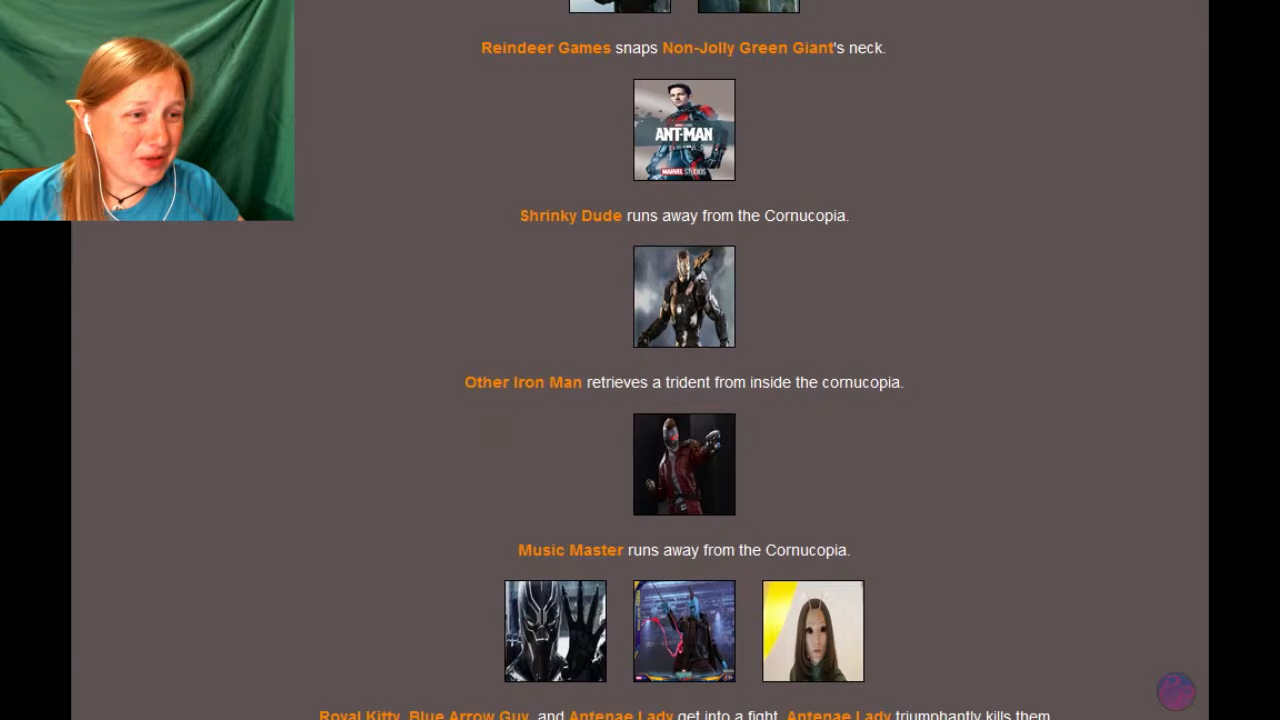 Reindeer Games snaps Non-Jolly Green Giant's neck.
ANT-MAN
MARVEL STUDIOS
Shrinky Dude runs away from the Cornucopia.
Other Iron Man retrieves a trident from inside the cornucopia.
Music Master runs away from the Cornucopia.
Royal Kitty, Blue Arrow Guy, and Antenae Lady get into a fight. Antenae Lady triumphantly kills them